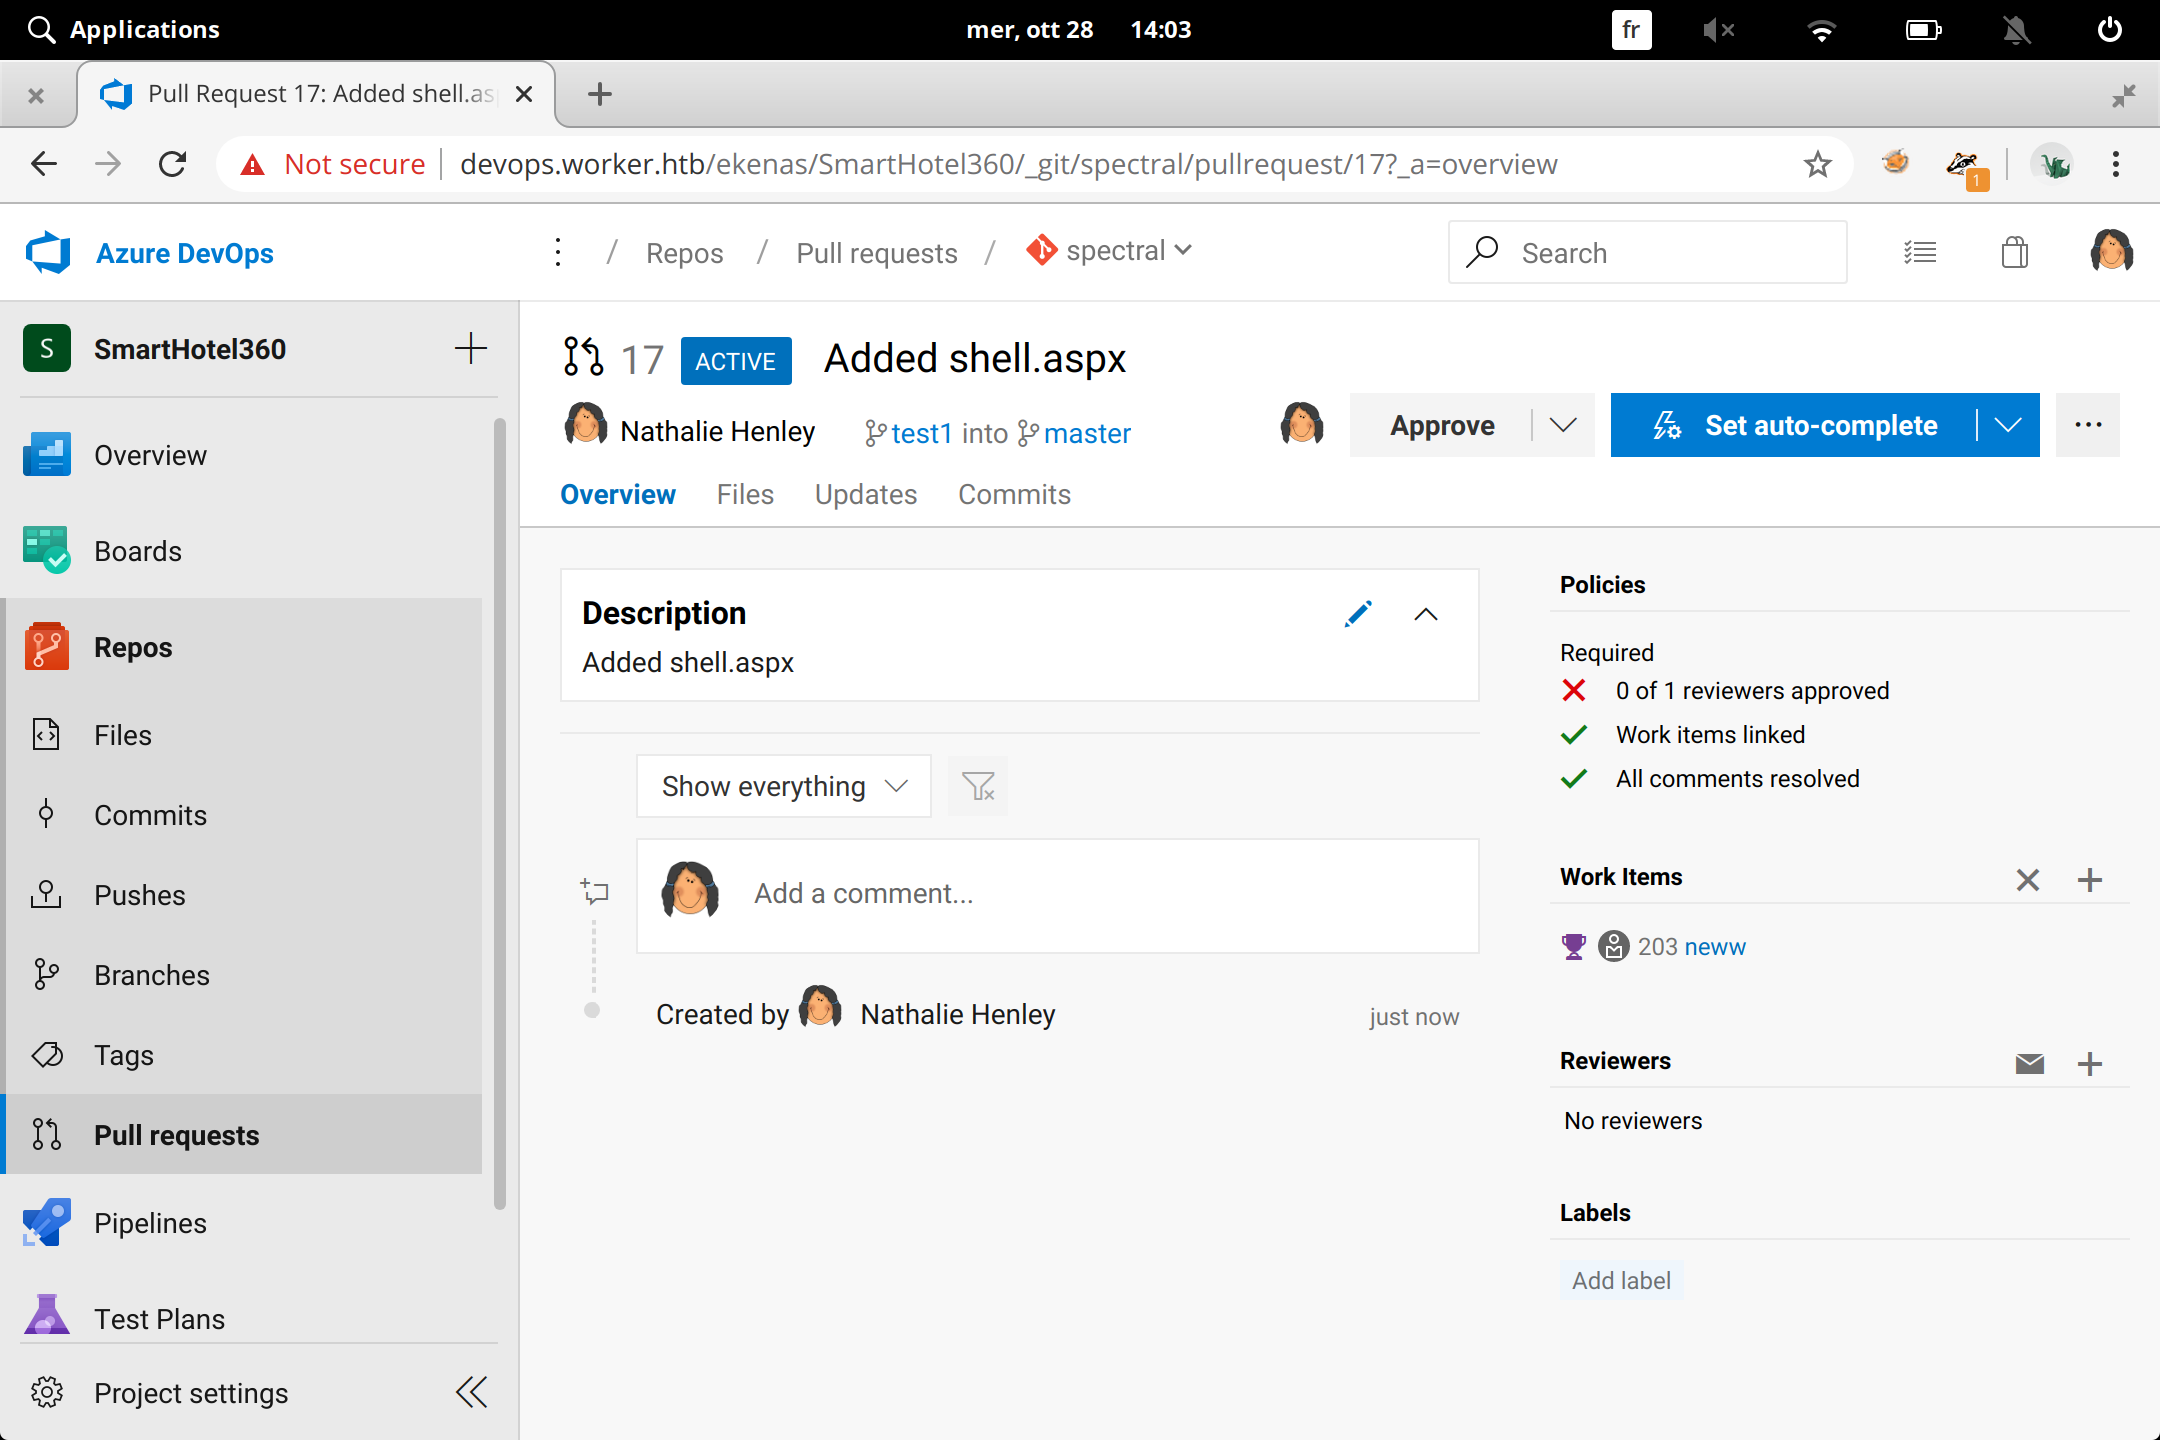 Applications
mer, ott 28 14:03
fr
Pull Request 17: Added shell.as
Not secure
devops.worker.htb/ekenas/SmartHotel360/_git/spectral/pullrequest/17?_a=overview
1
Azure DevOps
/ Repos / Pull requests / spectral
Search
S SmartHotel360
Overview
Boards
Repos
Files
Commits
Pushes
Branches
Tags
Pull requests
Pipelines
Test Plans
Project settings
17 ACTIVE Added shell.aspx
Nathalie Henley test1 into master
Approve
Set auto-complete
Overview Files Updates Commits
Description
Added shell.aspx
Show everything
Add a comment...
Created by Nathalie Henley just now
Policies
Required
0 of 1 reviewers approved
Work items linked
All comments resolved
Work Items
203 neww
Reviewers
No reviewers
Labels
Add label